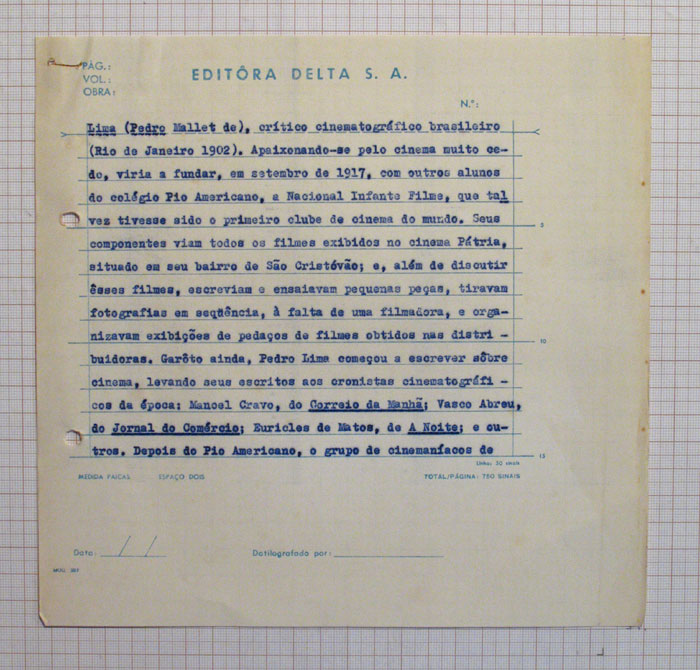 PÁG.:
VOL.:
OBRA:
EDITÔRA DELTA S. A.
N.º:
Lima (Pedro Mallet de), crítico cinematográfico brasileiro
(Rio de Janeiro 1902). Apaixonando-se pelo cinema muito ce-
do, viria a fundar, em setembro de 1917, com outros alunos
do colégio Pio Americano, a Nacional Infante Filme, que tal
vez tivesse sido o primeiro clube de cinema do mundo. Seus
5
componentes viam todos os filmes exibidos no cinema Pátria,
situado em seu bairro de São Cristóvão; e, além de discutir
êsses filmes, escreviam e ensaiavam pequenas peças, tiravam
fotografias em seqüência, à falta de uma filmadora, e orga-
nizavam exibições de pedaços de filmes obtidos nas distri -
10
buidoras. Garôto ainda, Pedro Lima começou a escrever sôbre
cinema, levando seus escritos aos cronistas cinematográfi -
cos da época: Manoel Cravo, do Correio da Manhã; Vasco Abreu,
do Jornal do Comércio; Euricles de Matos, de A Noite; e ou-
tros. Depois do Pio Americano, o grupo de cinemaníacos de
15
Linha: 50 sinais
MEDIDA FALCAS ESPAÇO DOIS TOTAL/PÁGINA: 750 SINAIS
Data: / / Datilografado por:
MOD.